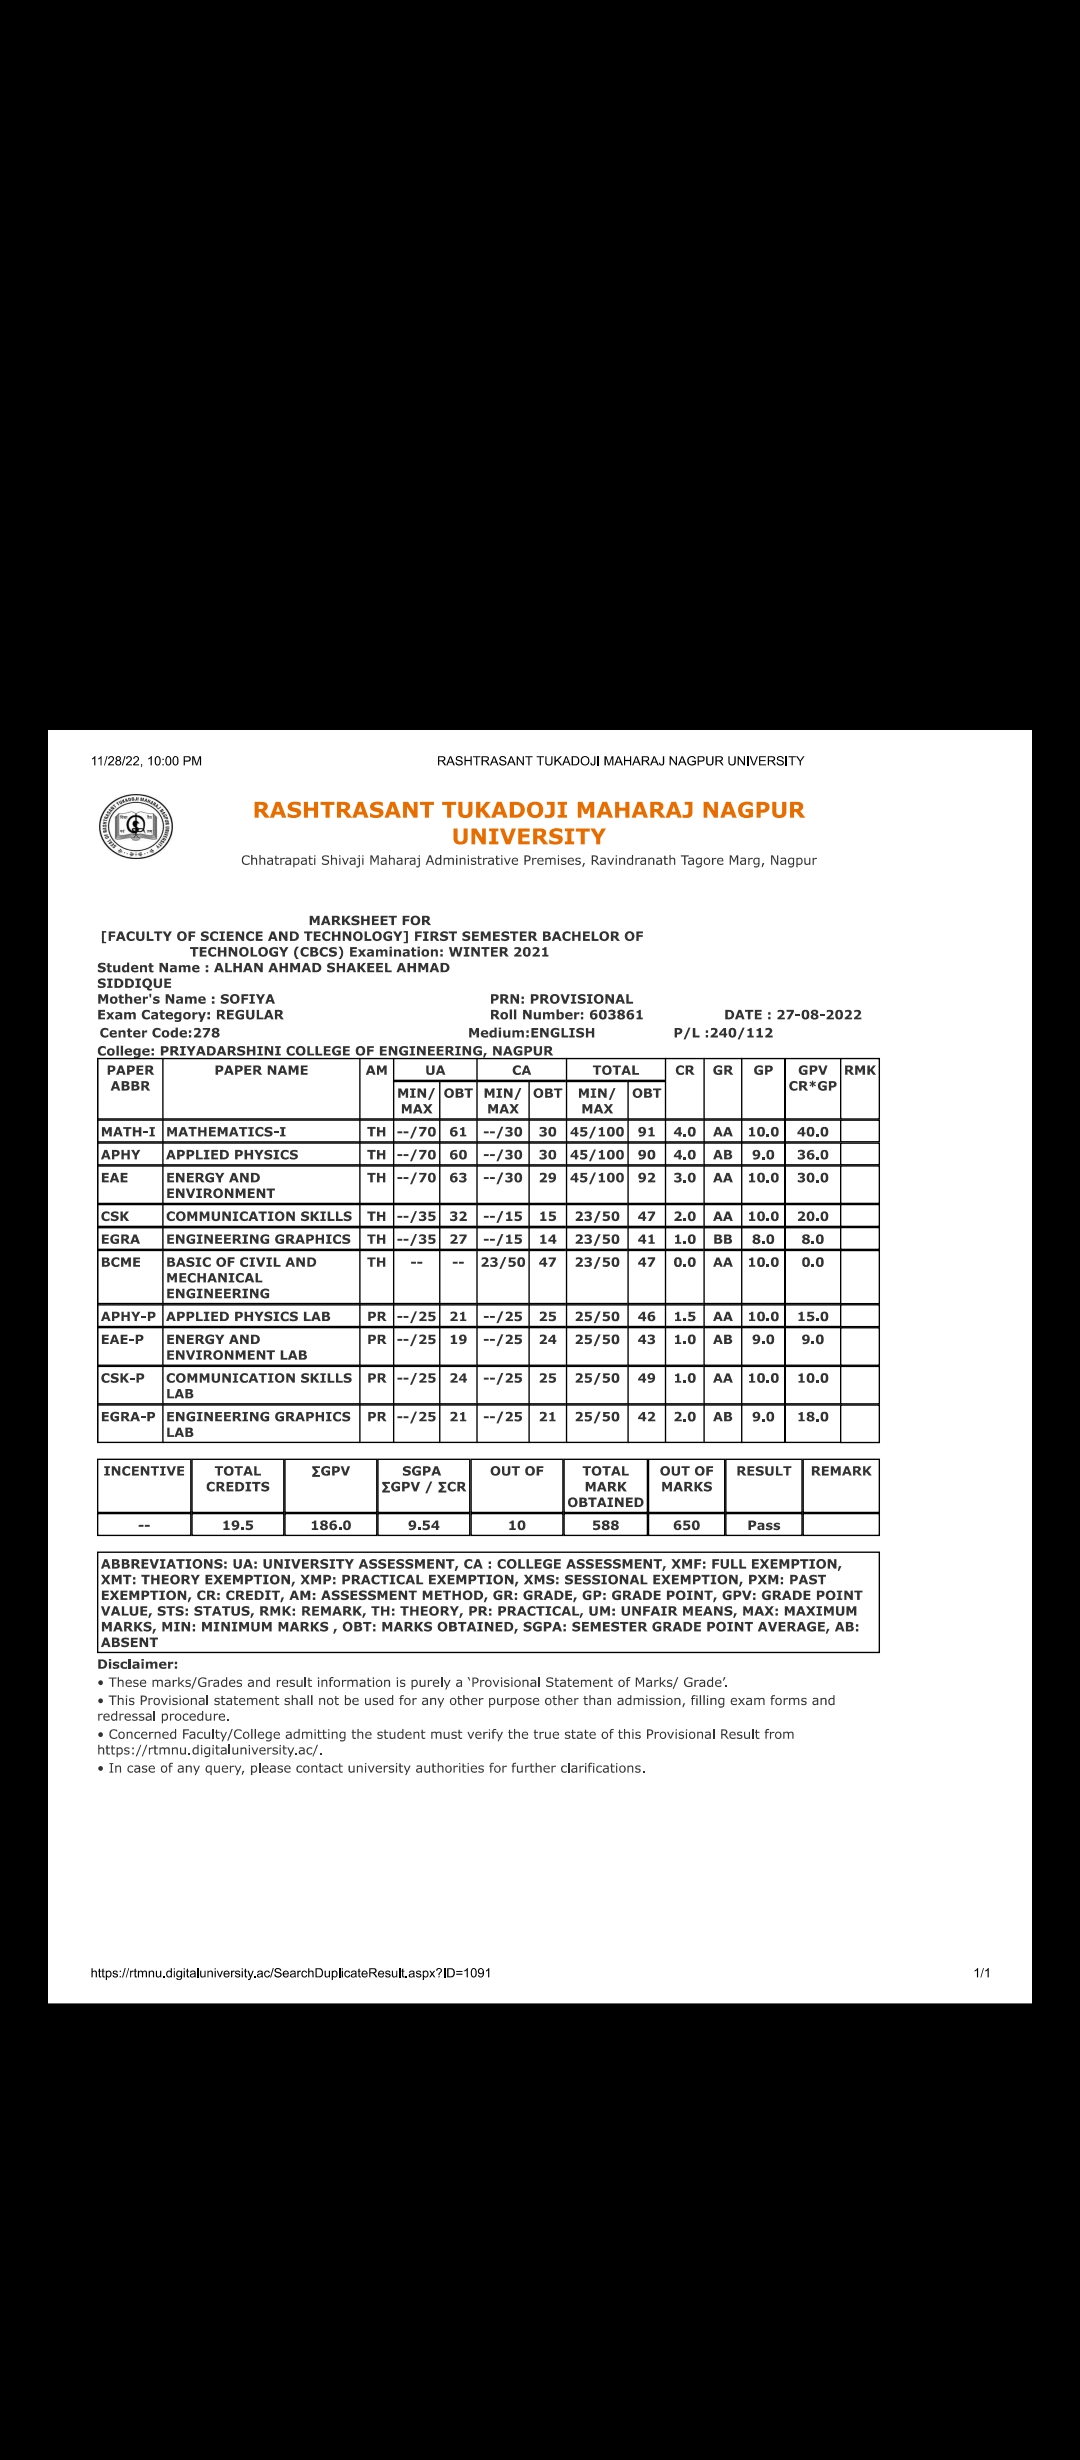 11/28/22, 10:00 PM RASHTRASANT TUKADOJI MAHARAJ NAGPUR UNIVERSITY
RASHTRASANT TUKADOJI MAHARAJ NAGPUR
UNIVERSITY
Chhatrapati Shivaji Maharaj Administrative Premises, Ravindranath Tagore Marg, Nagpur
MARKSHEET FOR
[FACULTY OF SCIENCE AND TECHNOLOGY] FIRST SEMESTER BACHELOR OF
TECHNOLOGY (CBCS) Examination: WINTER 2021
Student Name : ALHAN AHMAD SHAKEEL AHMAD
SIDDIQUE
Mother's Name : SOFIYA PRN: PROVISIONAL
Exam Category: REGULAR Roll Number: 603861 DATE : 27-08-2022
Center Code:278 Medium:ENGLISH P/L :240/112
College: PRIYADARSHINI COLLEGE OF ENGINEERING, NAGPUR
PAPER PAPER NAME AM UA CA TOTAL CR GR GP GPV RMK
ABBR CR*GP
MIN/ OBT MIN/ OBT MIN/ OBT
MAX MAX MAX
MATH-I MATHEMATICS-I TH --/70 61 --/30 30 45/100 91 4.0 AA 10.0 40.0
APHY APPLIED PHYSICS TH --/70 60 --/30 30 45/100 90 4.0 AB 9.0 36.0
EAE ENERGY AND TH --/70 63 --/30 29 45/100 92 3.0 AA 10.0 30.0
ENVIRONMENT
CSK COMMUNICATION SKILLS TH --/35 32 --/15 15 23/50 47 2.0 AA 10.0 20.0
EGRA ENGINEERING GRAPHICS TH --/35 27 --/15 14 23/50 41 1.0 BB 8.0 8.0
BCME BASIC OF CIVIL AND TH -- -- 23/50 47 23/50 47 0.0 AA 10.0 0.0
MECHANICAL
ENGINEERING
APHY-P APPLIED PHYSICS LAB PR --/25 21 --/25 25 25/50 46 1.5 AA 10.0 15.0
EAE-P ENERGY AND PR --/25 19 --/25 24 25/50 43 1.0 AB 9.0 9.0
ENVIRONMENT LAB
CSK-P COMMUNICATION SKILLS PR --/25 24 --/25 25 25/50 49 1.0 AA 10.0 10.0
LAB
EGRA-P ENGINEERING GRAPHICS PR --/25 21 --/25 21 25/50 42 2.0 AB 9.0 18.0
LAB
INCENTIVE TOTAL ΣGPV SGPA OUT OF TOTAL OUT OF RESULT REMARK
CREDITS ΣGPV / ΣCR MARK MARKS
OBTAINED
-- 19.5 186.0 9.54 10 588 650 Pass
ABBREVIATIONS: UA: UNIVERSITY ASSESSMENT, CA : COLLEGE ASSESSMENT, XMF: FULL EXEMPTION,
XMT: THEORY EXEMPTION, XMP: PRACTICAL EXEMPTION, XMS: SESSIONAL EXEMPTION, PXM: PAST
EXEMPTION, CR: CREDIT, AM: ASSESSMENT METHOD, GR: GRADE, GP: GRADE POINT, GPV: GRADE POINT
VALUE, STS: STATUS, RMK: REMARK, TH: THEORY, PR: PRACTICAL, UM: UNFAIR MEANS, MAX: MAXIMUM
MARKS, MIN: MINIMUM MARKS , OBT: MARKS OBTAINED, SGPA: SEMESTER GRADE POINT AVERAGE, AB:
ABSENT
Disclaimer:
• These marks/Grades and result information is purely a ‘Provisional Statement of Marks/ Grade’.
• This Provisional statement shall not be used for any other purpose other than admission, filling exam forms and
redressal procedure.
• Concerned Faculty/College admitting the student must verify the true state of this Provisional Result from
https://rtmnu.digitaluniversity.ac/.
• In case of any query, please contact university authorities for further clarifications.
https://rtmnu.digitaluniversity.ac/SearchDuplicateResult.aspx?ID=1091 1/1